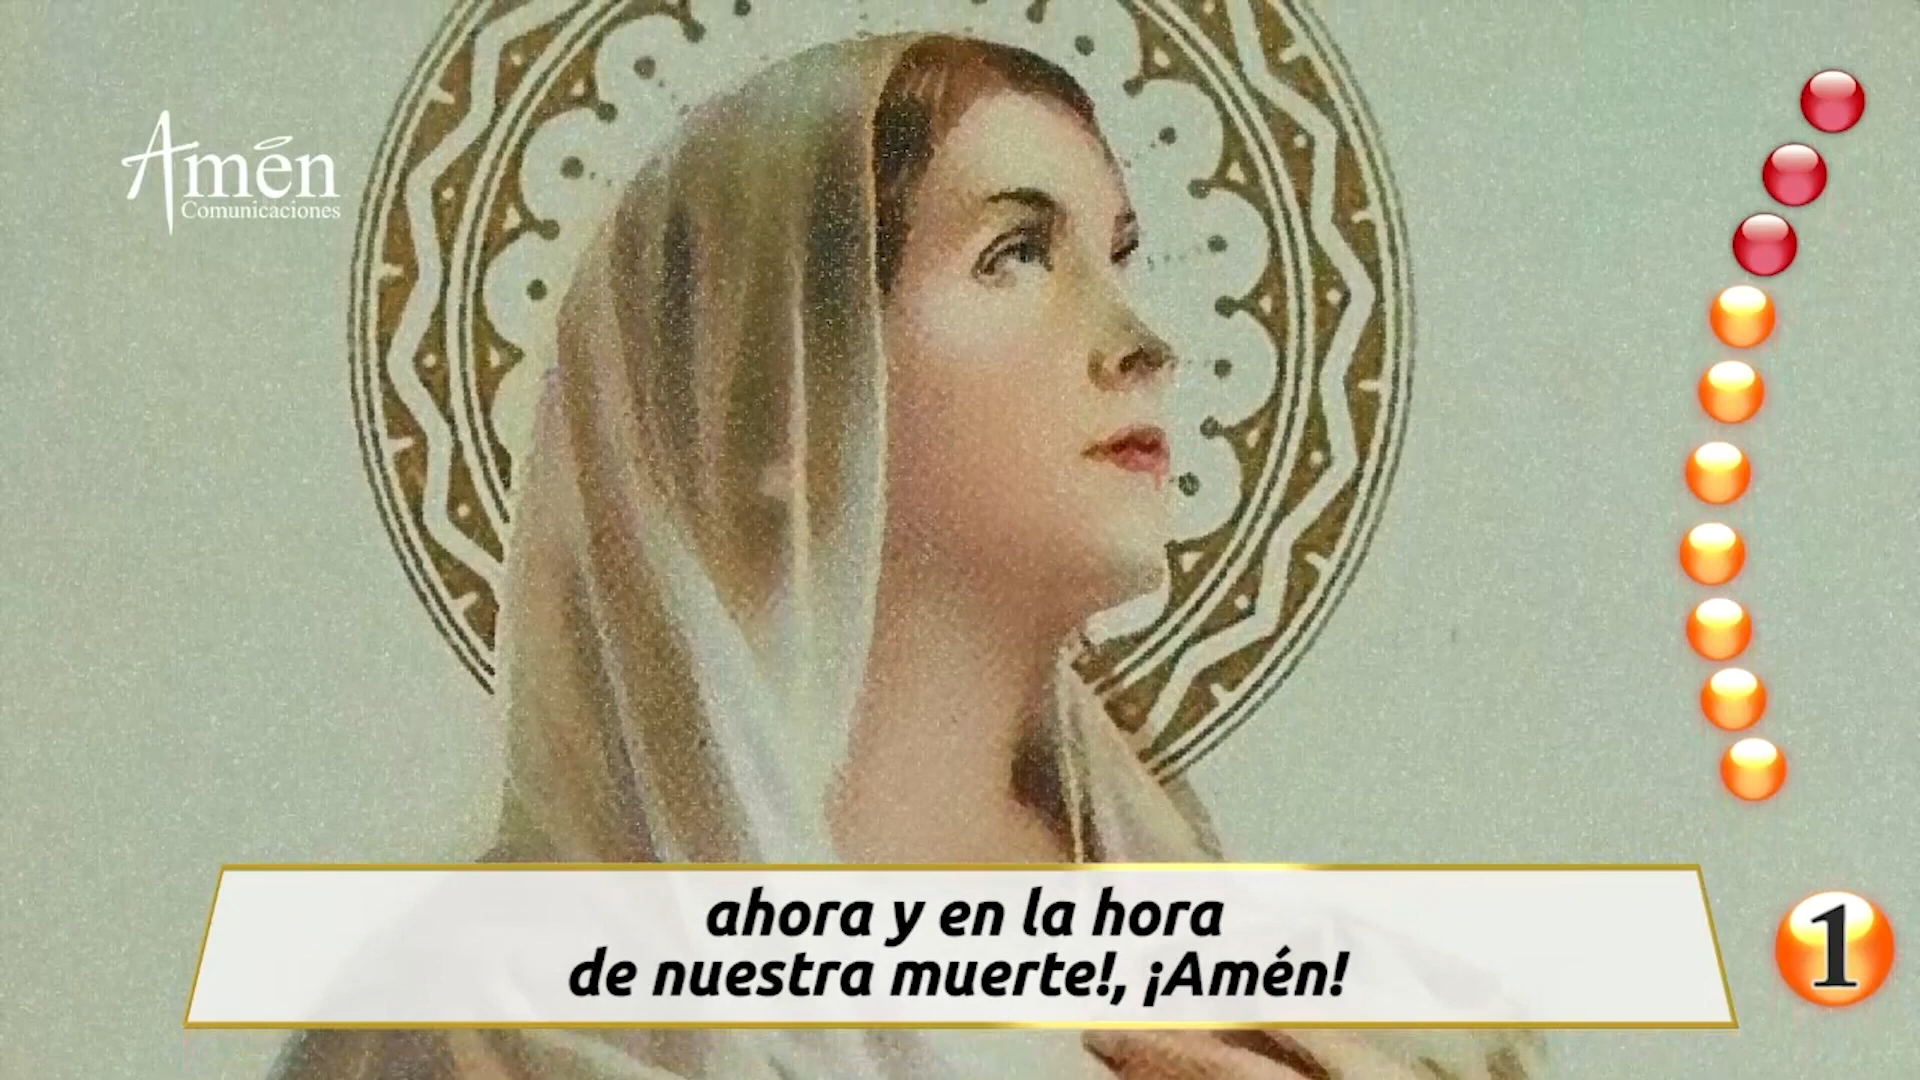 Amén
Comunicaciones
ahora y en la hora
de nuestra muerte!, ¡Amén!
1